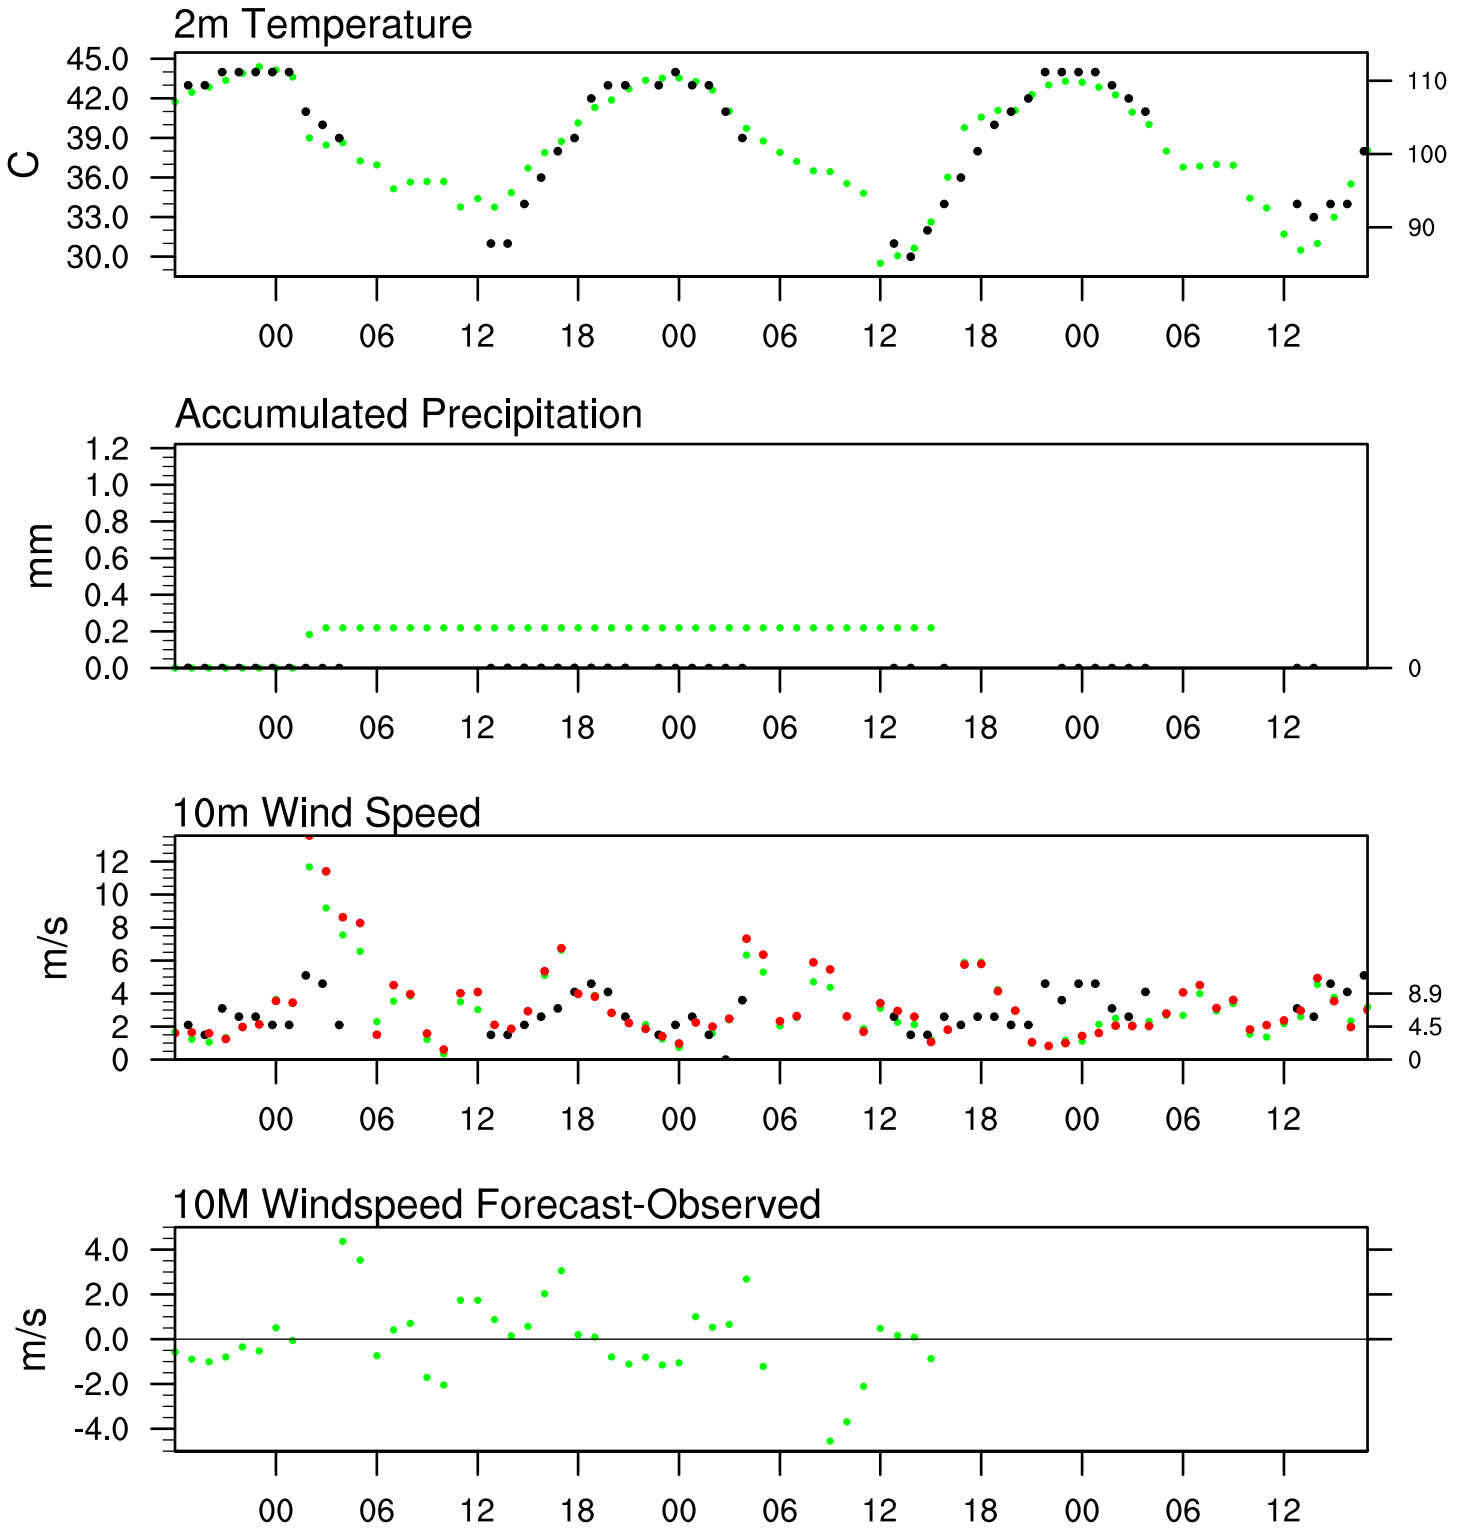 2m Temperature
45.0
42.0
39.0
36.0
33.0
30.0
C
110
100
90
00 06 12 18 00 06 12 18 00 06 12
Accumulated Precipitation
1.2
1.0
0.8
0.6
0.4
0.2
0.0
mm
0
00 06 12 18 00 06 12 18 00 06 12
10m Wind Speed
12
10
8
6
4
2
0
m/s
8.9
4.5
0
00 06 12 18 00 06 12 18 00 06 12
10M Windspeed Forecast-Observed
4.0
2.0
0.0
-2.0
-4.0
m/s
00 06 12 18 00 06 12 18 00 06 12